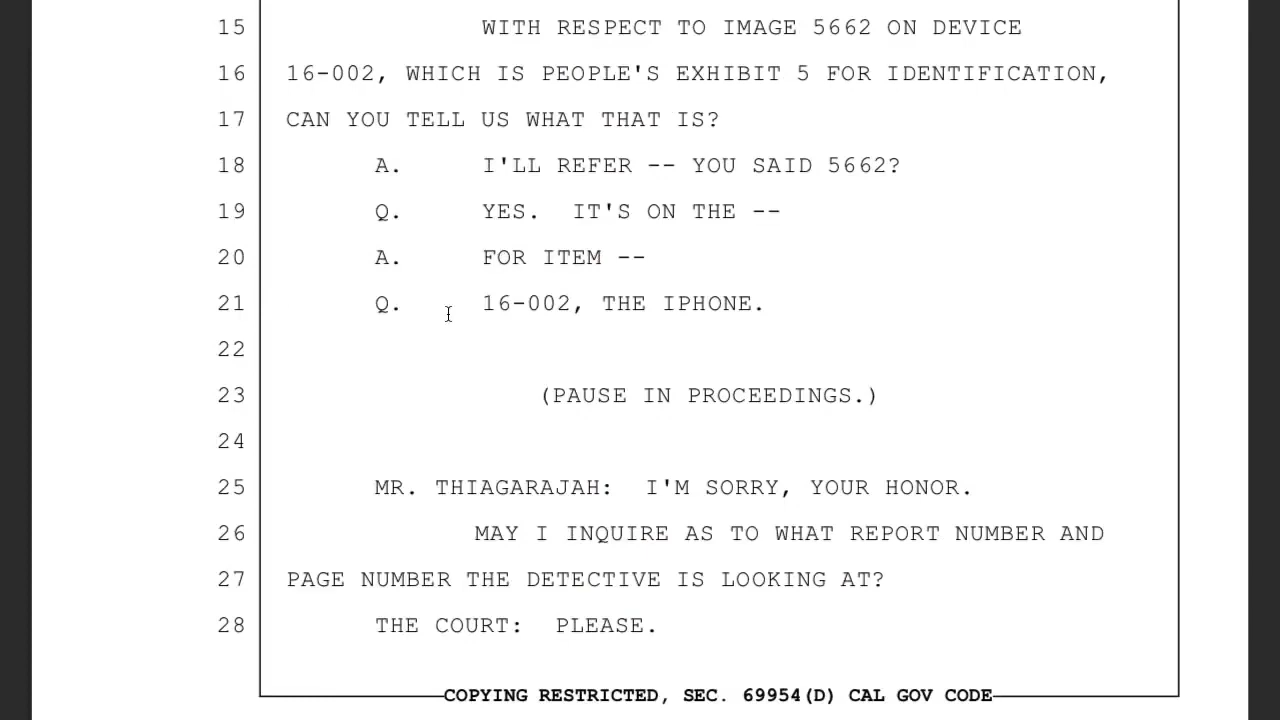 15 WITH RESPECT TO IMAGE 5662 ON DEVICE
16 16-002, WHICH IS PEOPLE'S EXHIBIT 5 FOR IDENTIFICATION,
17 CAN YOU TELL US WHAT THAT IS?
18 A. I'LL REFER -- YOU SAID 5662?
19 Q. YES. IT'S ON THE --
20 A. FOR ITEM --
21 Q. 16-002, THE IPHONE.
22
23 (PAUSE IN PROCEEDINGS.)
24
25 MR. THIAGARAJAH: I'M SORRY, YOUR HONOR.
26 MAY I INQUIRE AS TO WHAT REPORT NUMBER AND
27 PAGE NUMBER THE DETECTIVE IS LOOKING AT?
28 THE COURT: PLEASE.
COPYING RESTRICTED, SEC. 69954(D) CAL GOV CODE